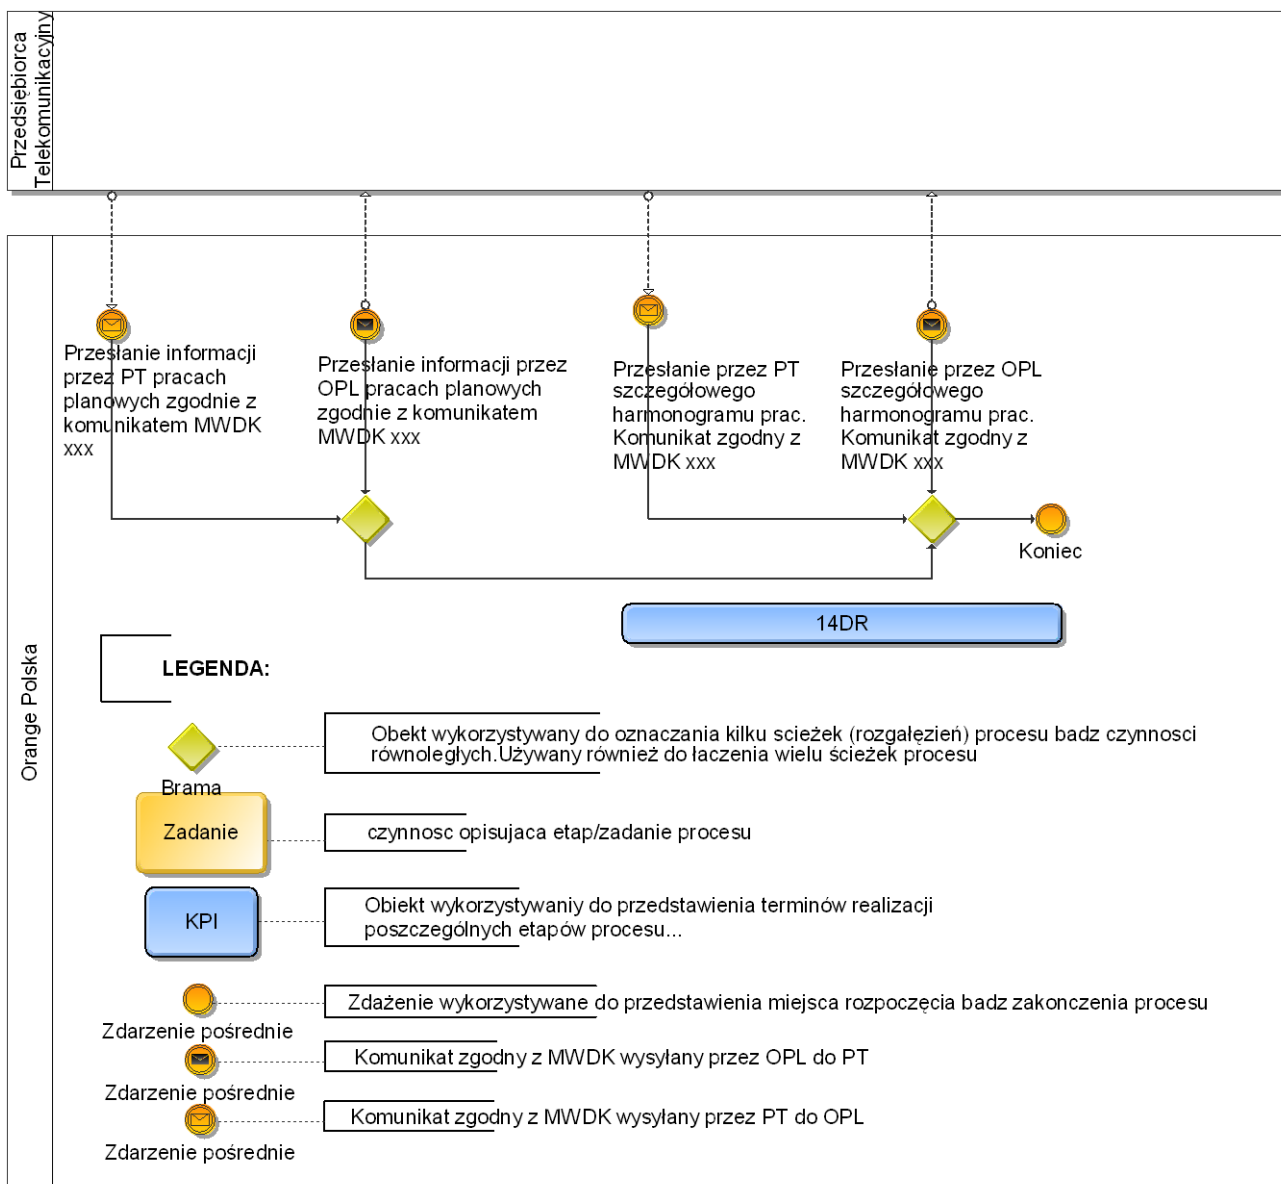 Przedsiębiorca
Telekomunikacyjny
Orange Polska
Przesłanie informacji
przez PT pracach
planowych zgodnie z
komunikatem MWDK
xxx
Przesłanie informacji przez
OPL pracach planowych
zgodnie z komunikatem
MWDK xxx
Przesłanie przez PT
szczegółowego
harmonogramu prac.
Komunikat zgodny z
MWDK xxx
Przesłanie przez OPL
szczegółowego
harmonogramu prac.
Komunikat zgodny z
MWDK xxx
Koniec
14DR
LEGENDA:
Obekt wykorzystywany do oznaczania kilku scieżek (rozgałęzień) procesu badz czynnosci
równoległych.Używany również do łaczenia wielu ścieżek procesu
Brama
Zadanie
czynnosc opisujaca etap/zadanie procesu
KPI
Obiekt wykorzystywaniy do przedstawienia terminów realizacji
poszczególnych etapów procesu...
Zdażenie wykorzystywane do przedstawienia miejsca rozpoczęcia badz zakonczenia procesu
Zdarzenie pośrednie
Komunikat zgodny z MWDK wysyłany przez OPL do PT
Zdarzenie pośrednie
Komunikat zgodny z MWDK wysyłany przez PT do OPL
Zdarzenie pośrednie